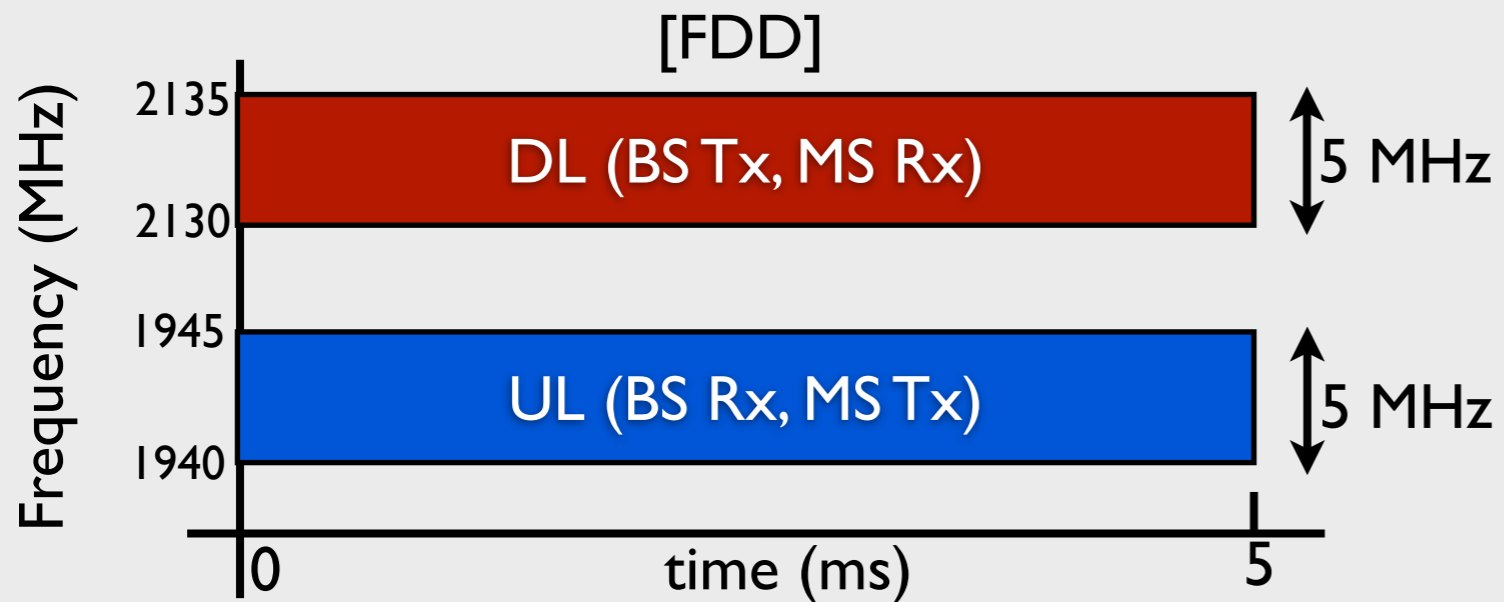 [FDD]
Frequency (MHz)
2135
DL (BS Tx, MS Rx)
5 MHz
2130
1945
UL (BS Rx, MS Tx)
5 MHz
1940
0
time (ms)
5